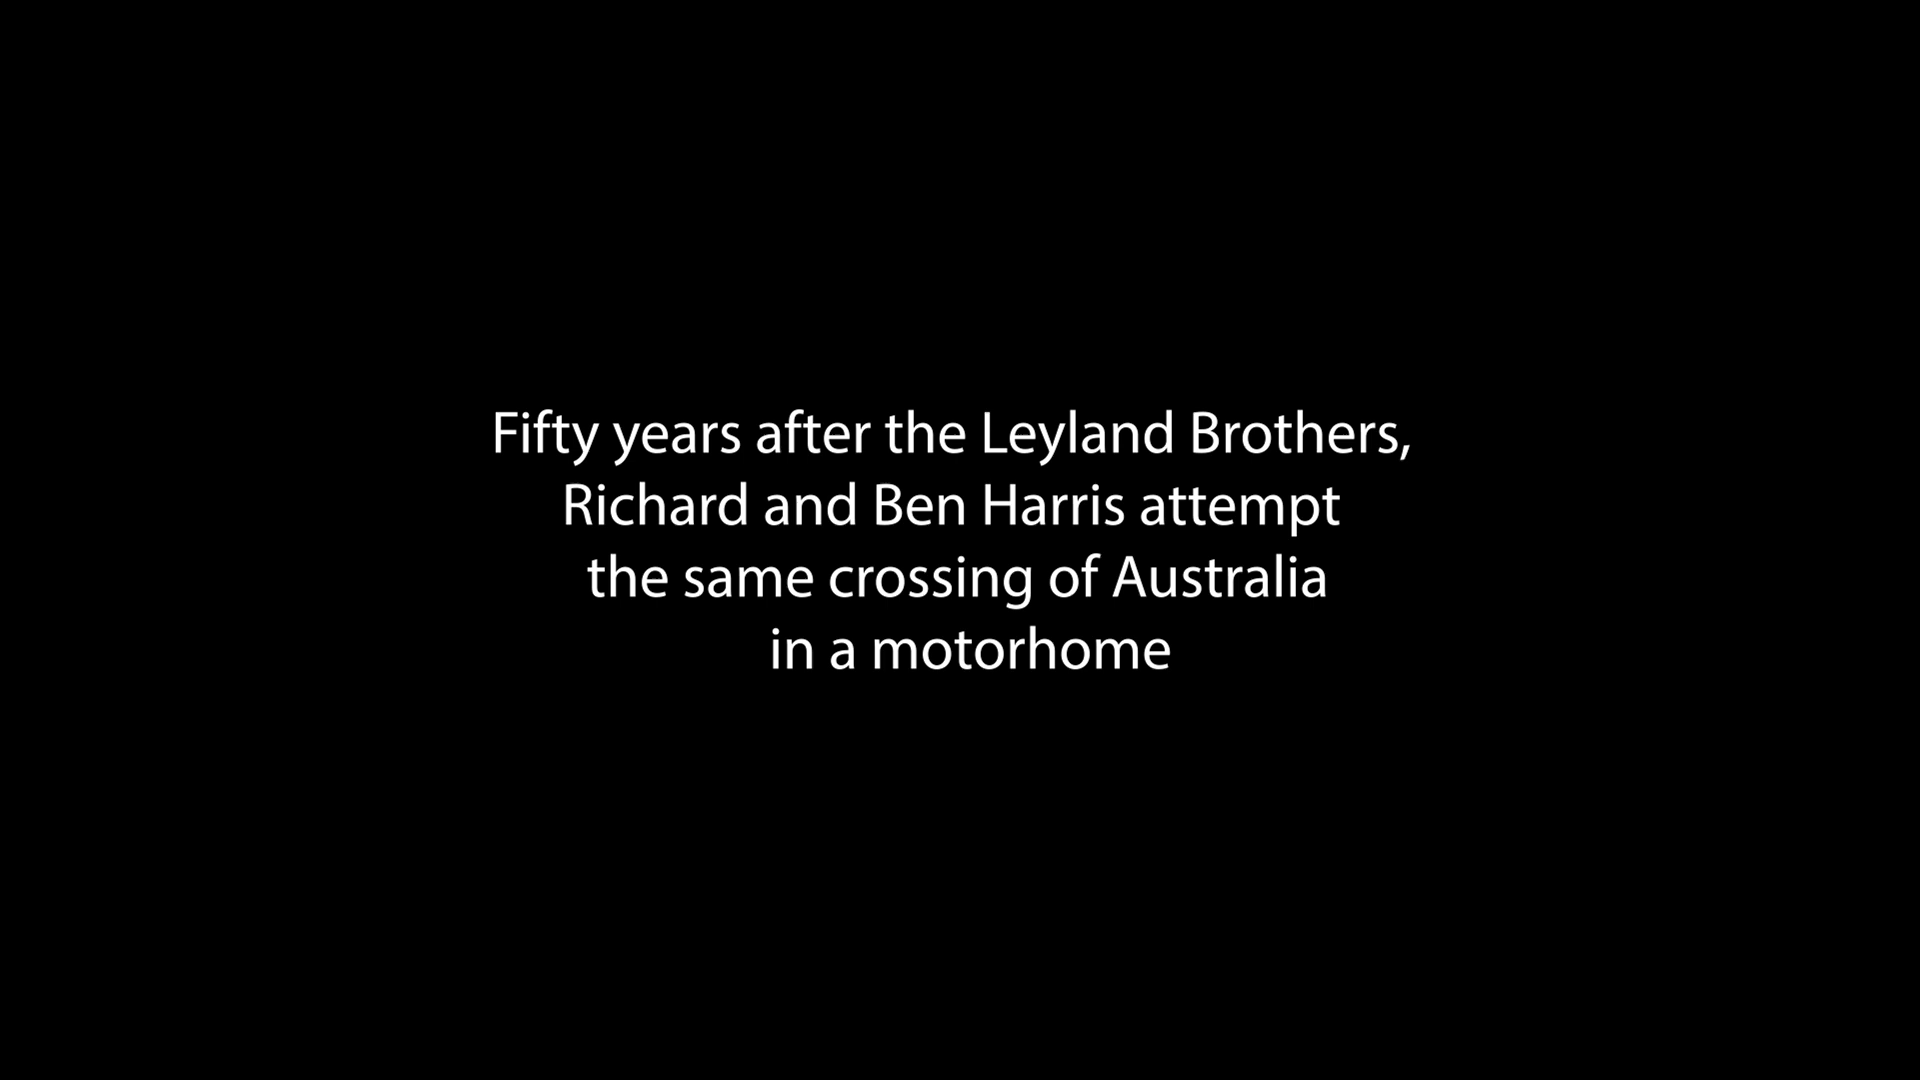 Fifty years after the Leyland Brothers,
Richard and Ben Harris attempt
the same crossing of Australia
in a motorhome